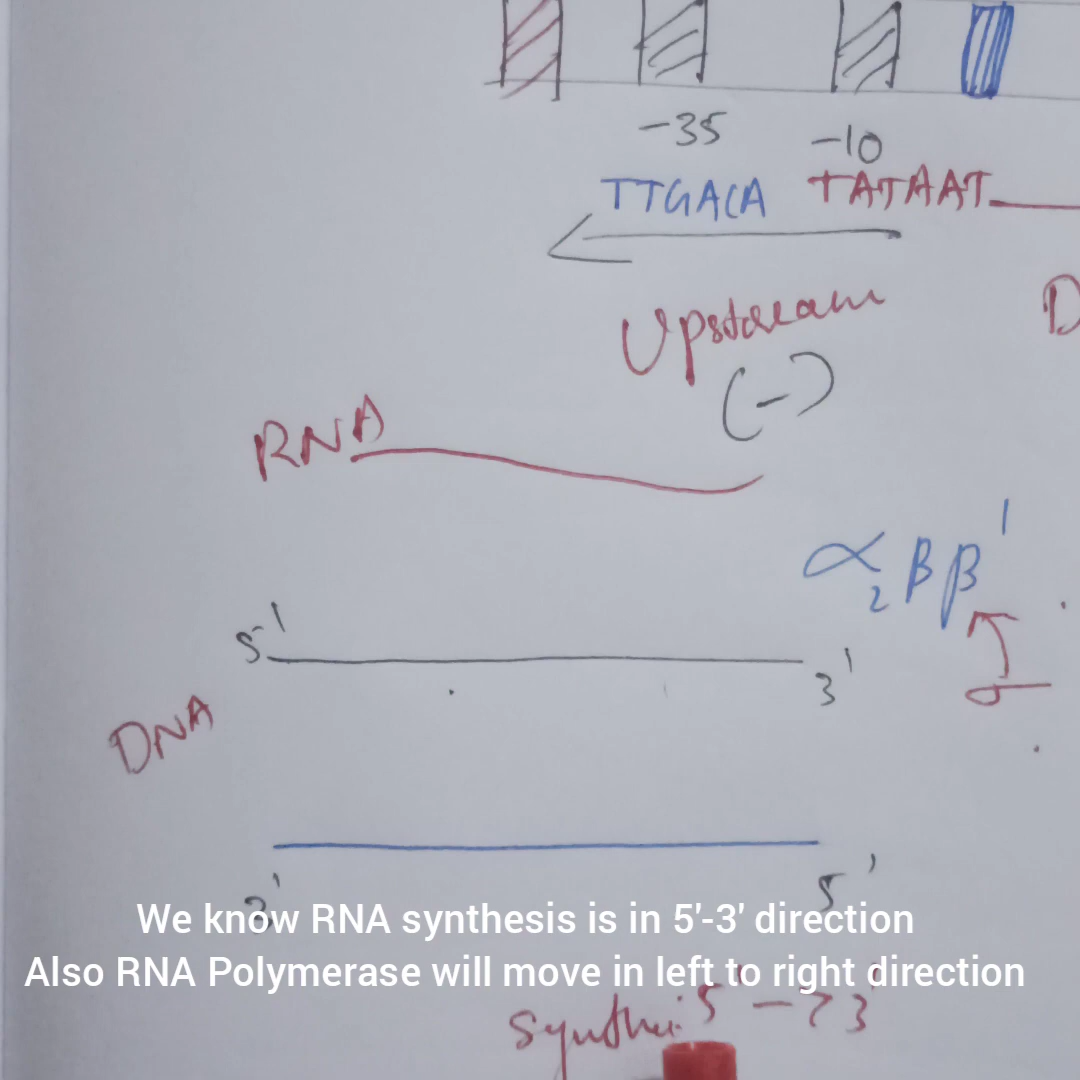 -35 -10
TTGACA TATAAT
Upstream
D
(-)
RNA
α₂ββ'
5' 3'
σ
DNA
3' 5'
We know RNA synthesis is in 5'-3' direction
Also RNA Polymerase will move in left to right direction
5' -> 3'